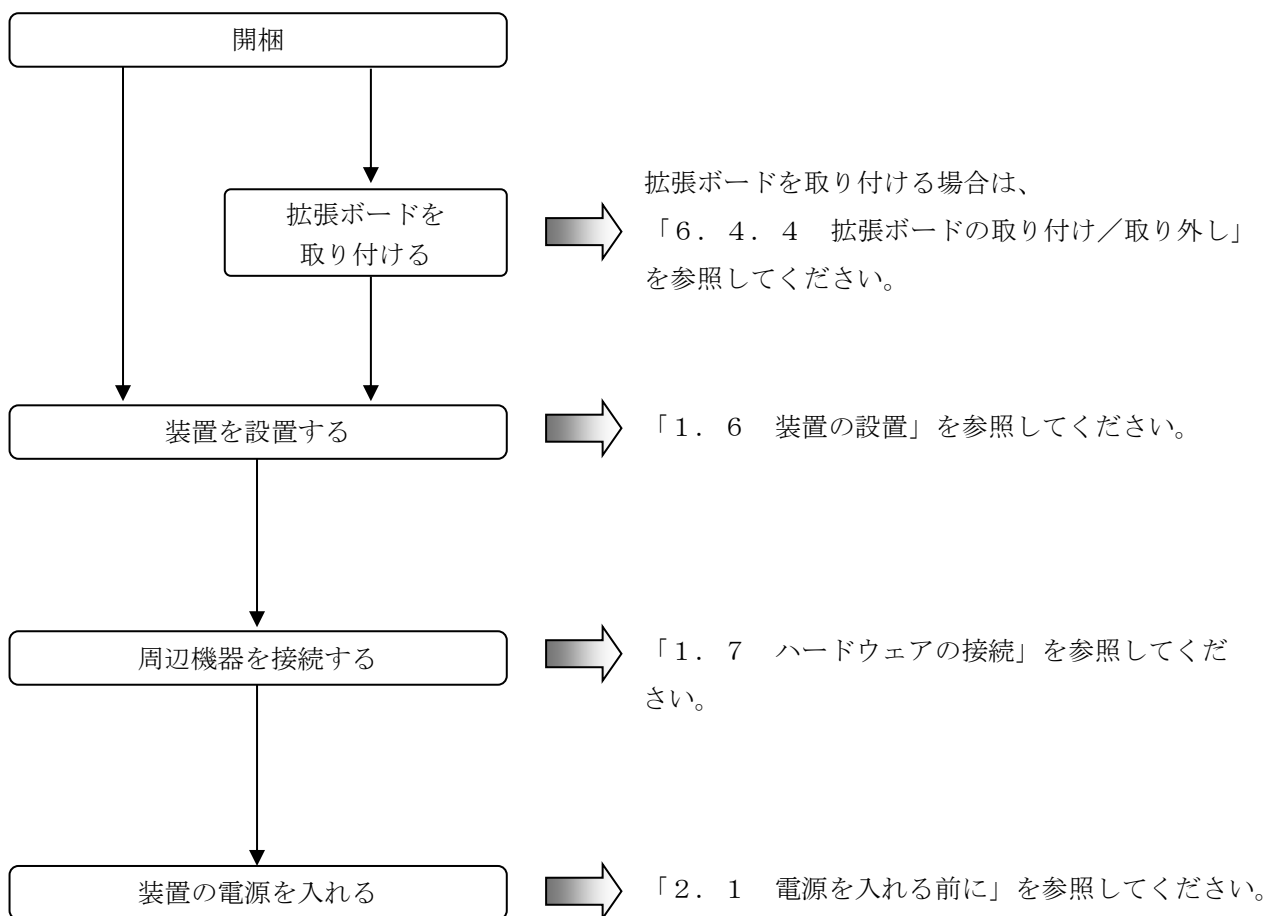 開梱
拡張ボードを
取り付ける
拡張ボードを取り付ける場合は、
「６．４．４　拡張ボードの取り付け／取り外し」
を参照してください。
装置を設置する
「１．６　装置の設置」を参照してください。
周辺機器を接続する
「１．７　ハードウェアの接続」を参照してくだ
さい。
装置の電源を入れる
「２．１　電源を入れる前に」を参照してください。